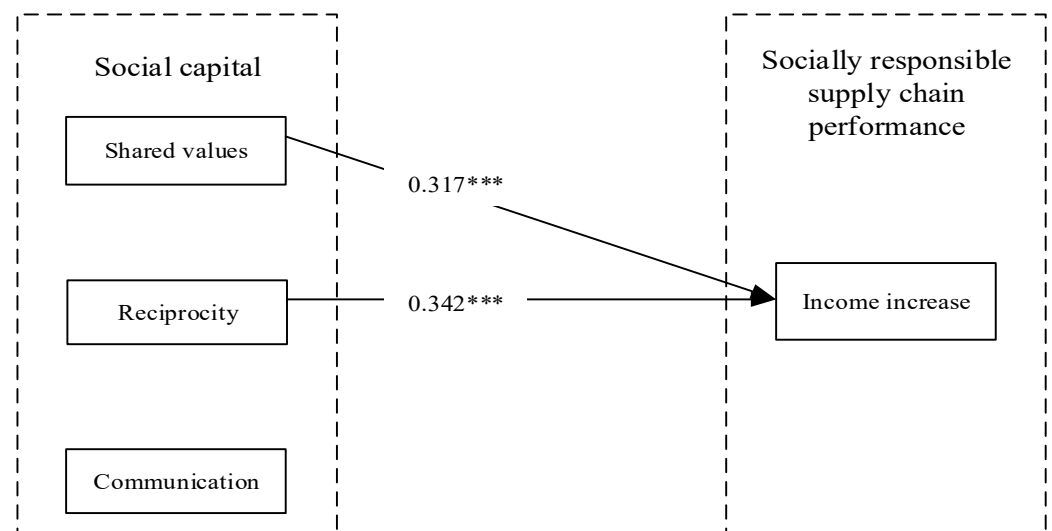 Social capital
Shared values
Reciprocity
Communication
0.317***
0.342***
Socially responsible
supply chain
performance
Income increase